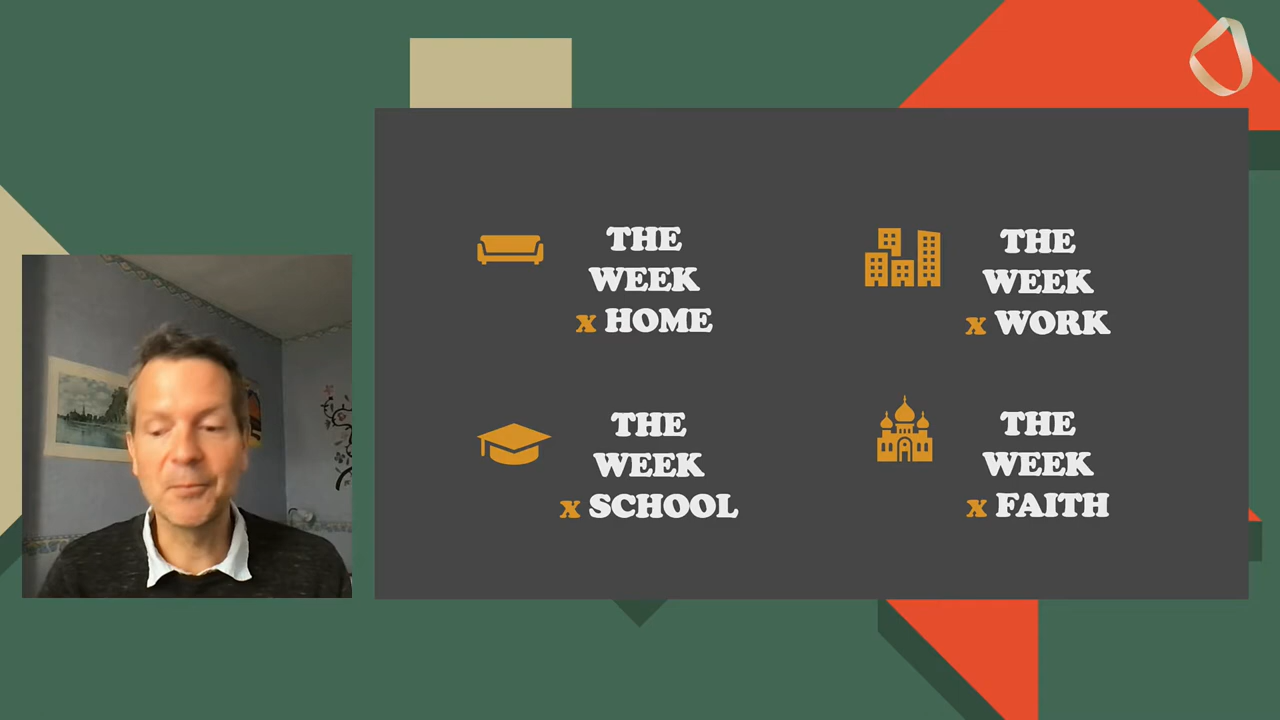 THE
WEEK
x HOME
THE
WEEK
x WORK
THE
WEEK
x SCHOOL
THE
WEEK
x FAITH